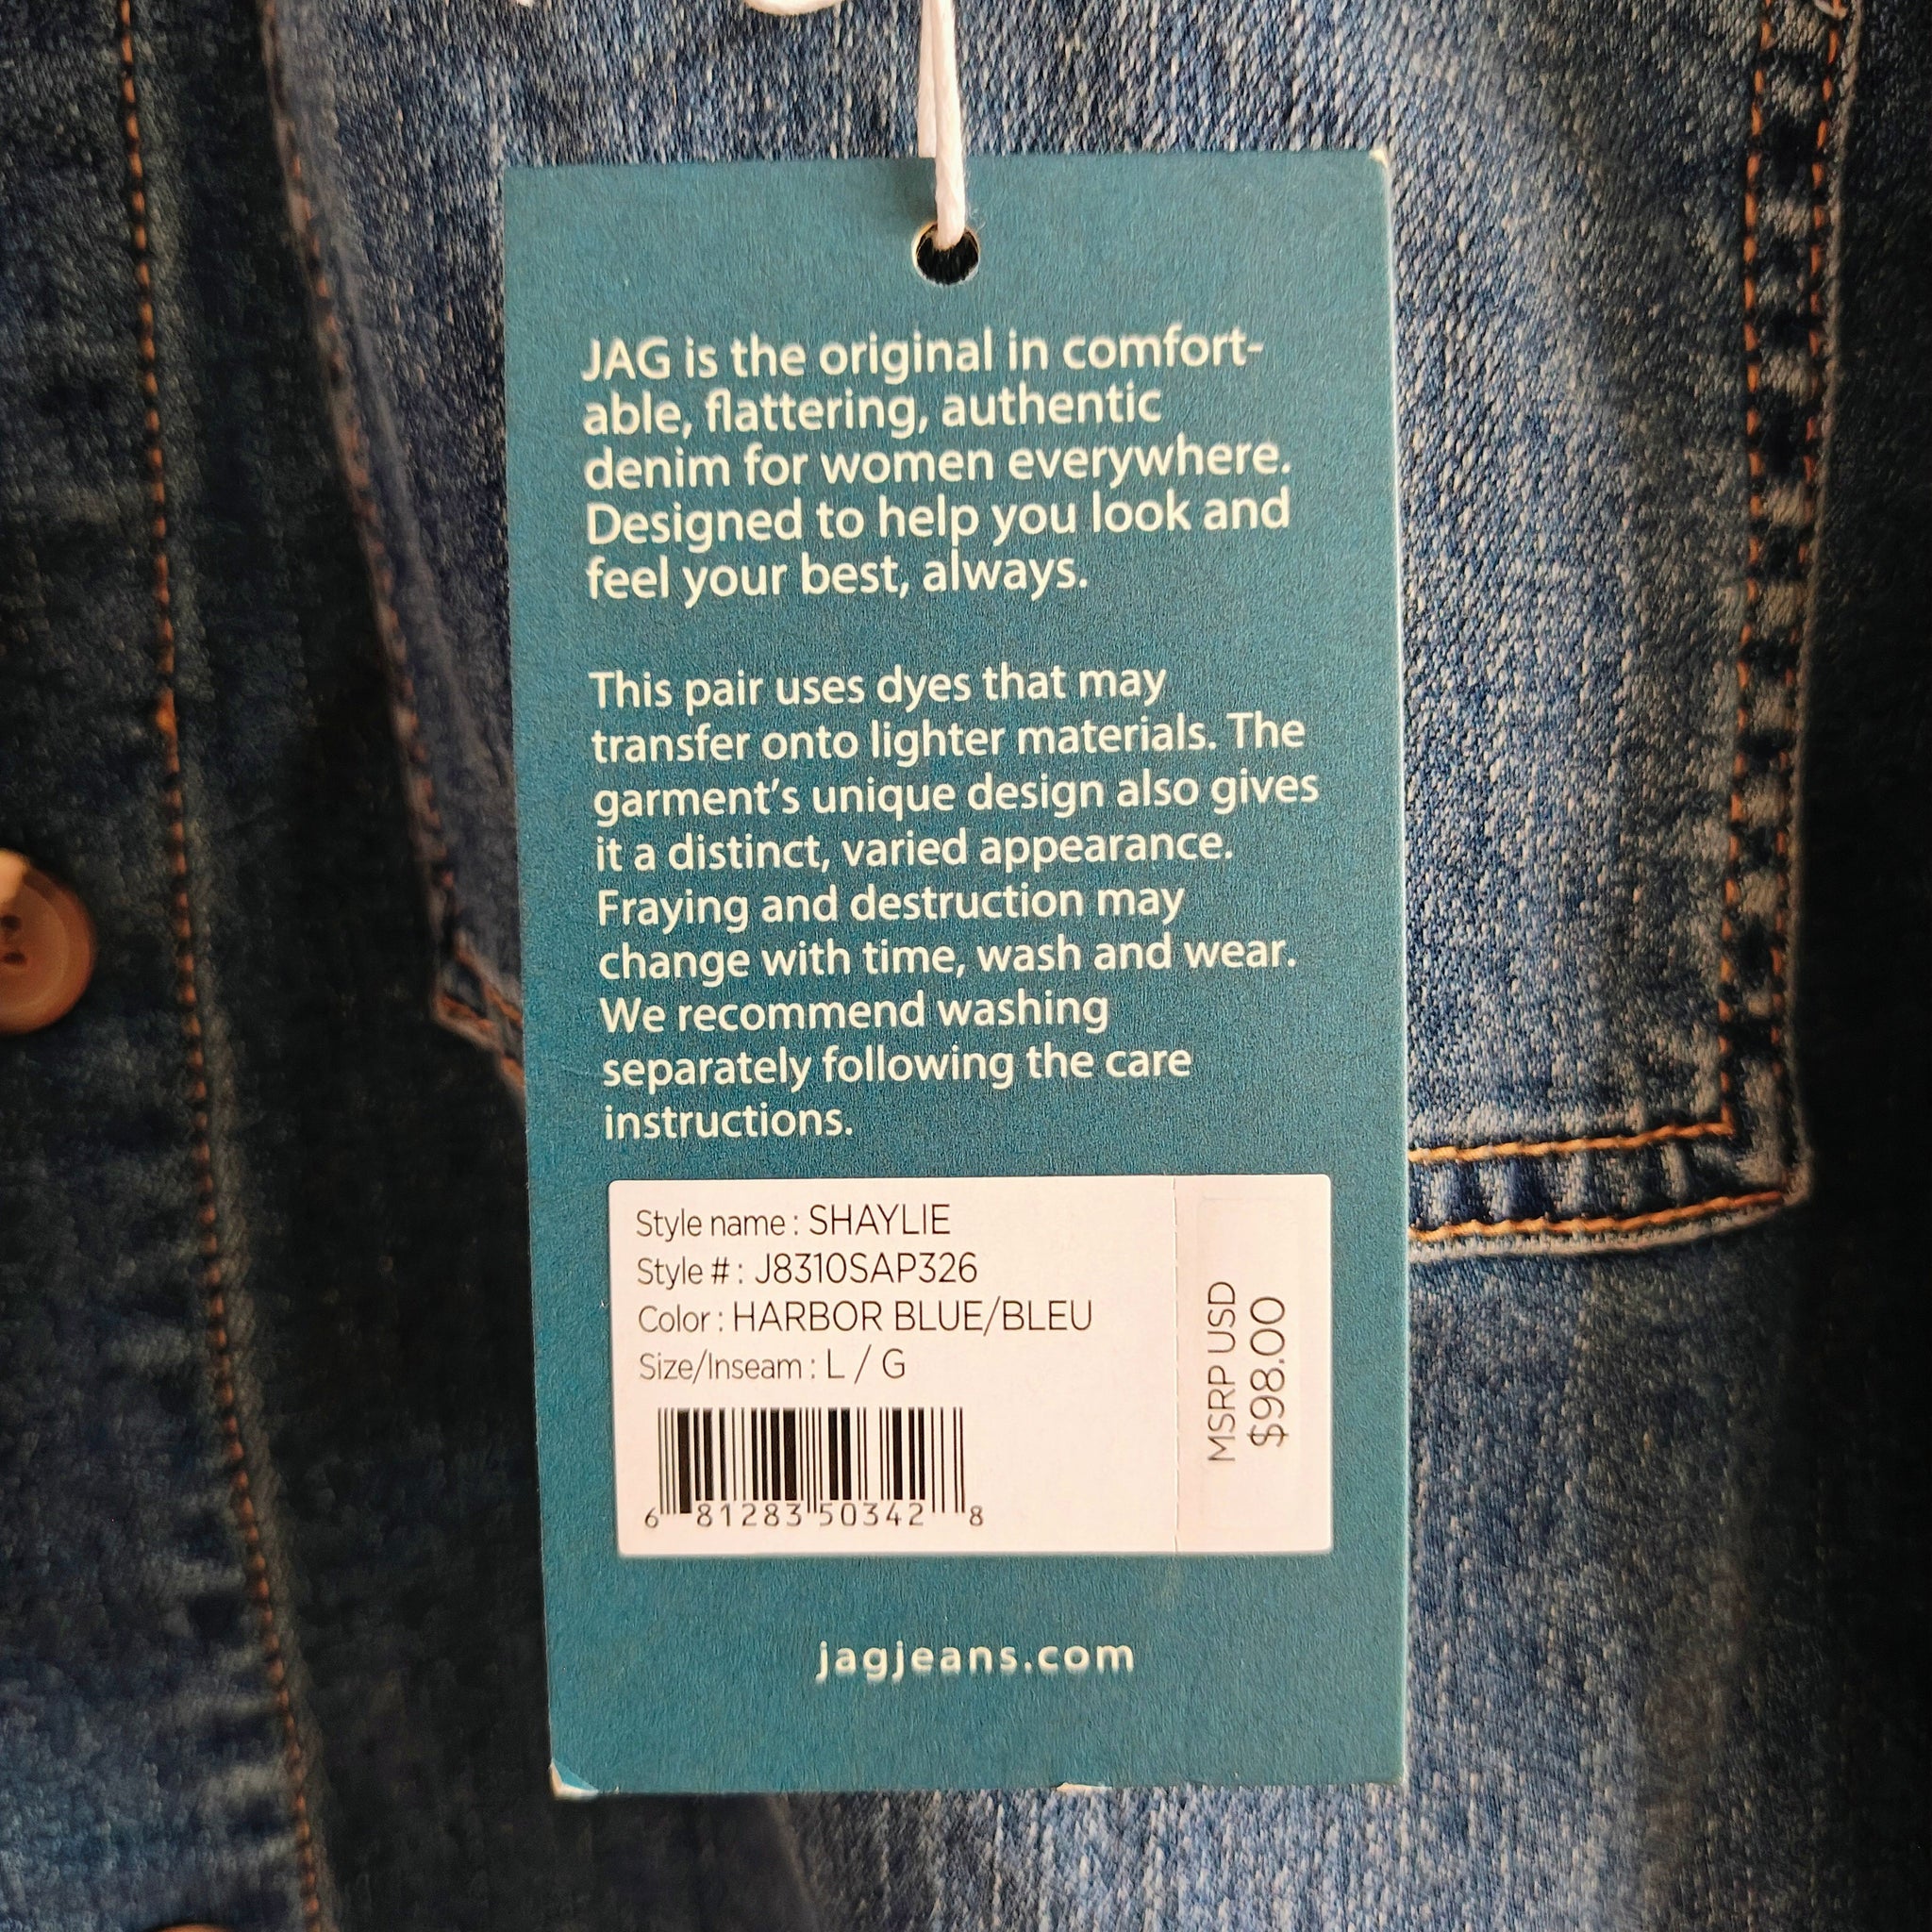 JAG is the original in comfort-
able, flattering, authentic
denim for women everywhere.
Designed to help you look and
feel your best, always.
This pair uses dyes that may
transfer onto lighter materials. The
garment's unique design also gives
it a distinct, varied appearance.
Fraying and destruction may
change with time, wash and wear.
We recommend washing
separately following the care
instructions.
Style name : SHAYLIE
Style # : J8310SAP326
Color : HARBOR BLUE/BLEU
Size/Inseam : L / G
6 81283 50342 8
MSRP USD
$98.00
jagjeans.com